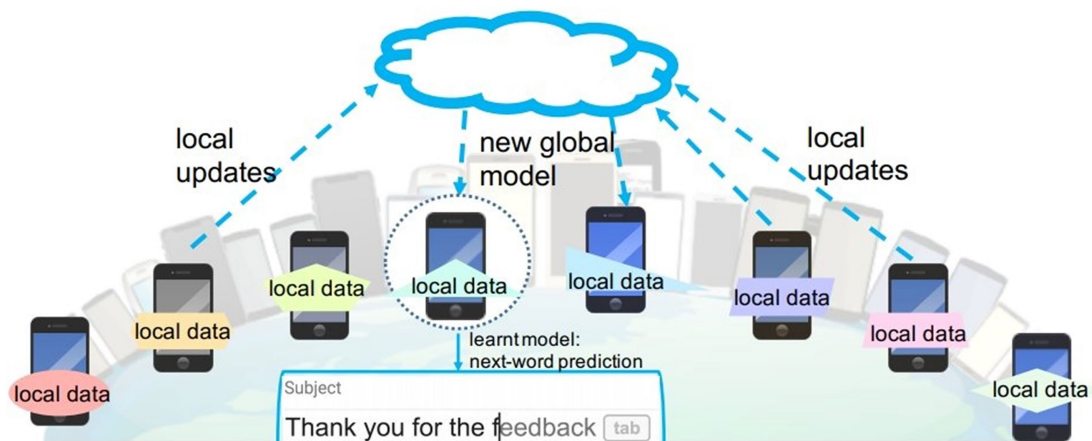 local
updates
new global
model
local
updates
local data
local data
local data
local data
local data
local data
local data
local data
learnt model:
next-word prediction
Subject
Thank you for the feedback tab